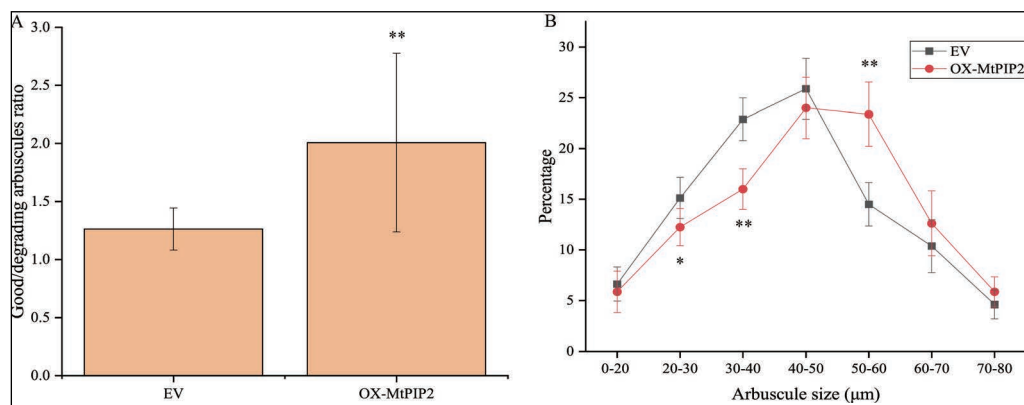 A
Good/degrading arbuscules ratio
3.0
2.5
2.0
1.5
1.0
0.5
0.0
**
EV
OX-MtPIP2
B
Percentage
30
25
20
15
10
5
0
EV
OX-MtPIP2
**
**
*
0-20
20-30
30-40
40-50
50-60
60-70
70-80
Arbuscule size (μm)